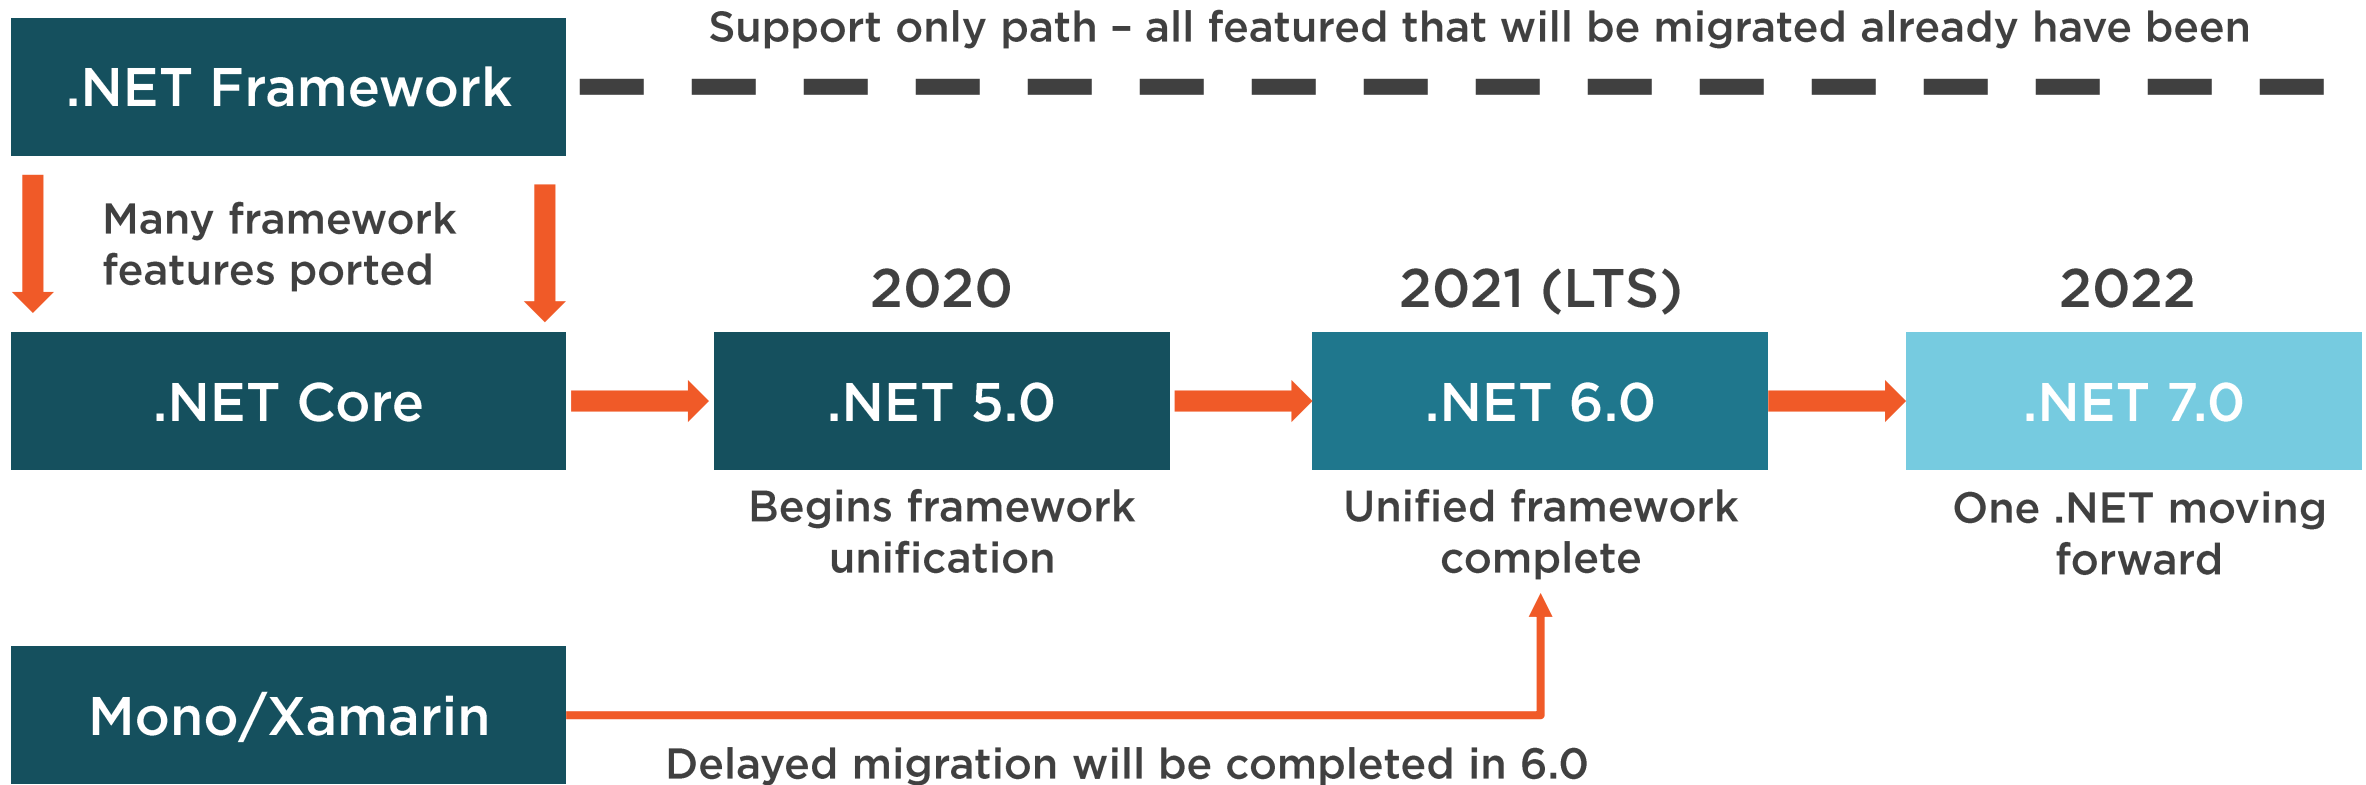 Support only path – all featured that will be migrated already have been
.NET Framework
Many framework
features ported
2020
2021 (LTS)
2022
.NET Core
.NET 5.0
.NET 6.0
.NET 7.0
Begins framework
unification
Unified framework
complete
One .NET moving
forward
Mono/Xamarin
Delayed migration will be completed in 6.0